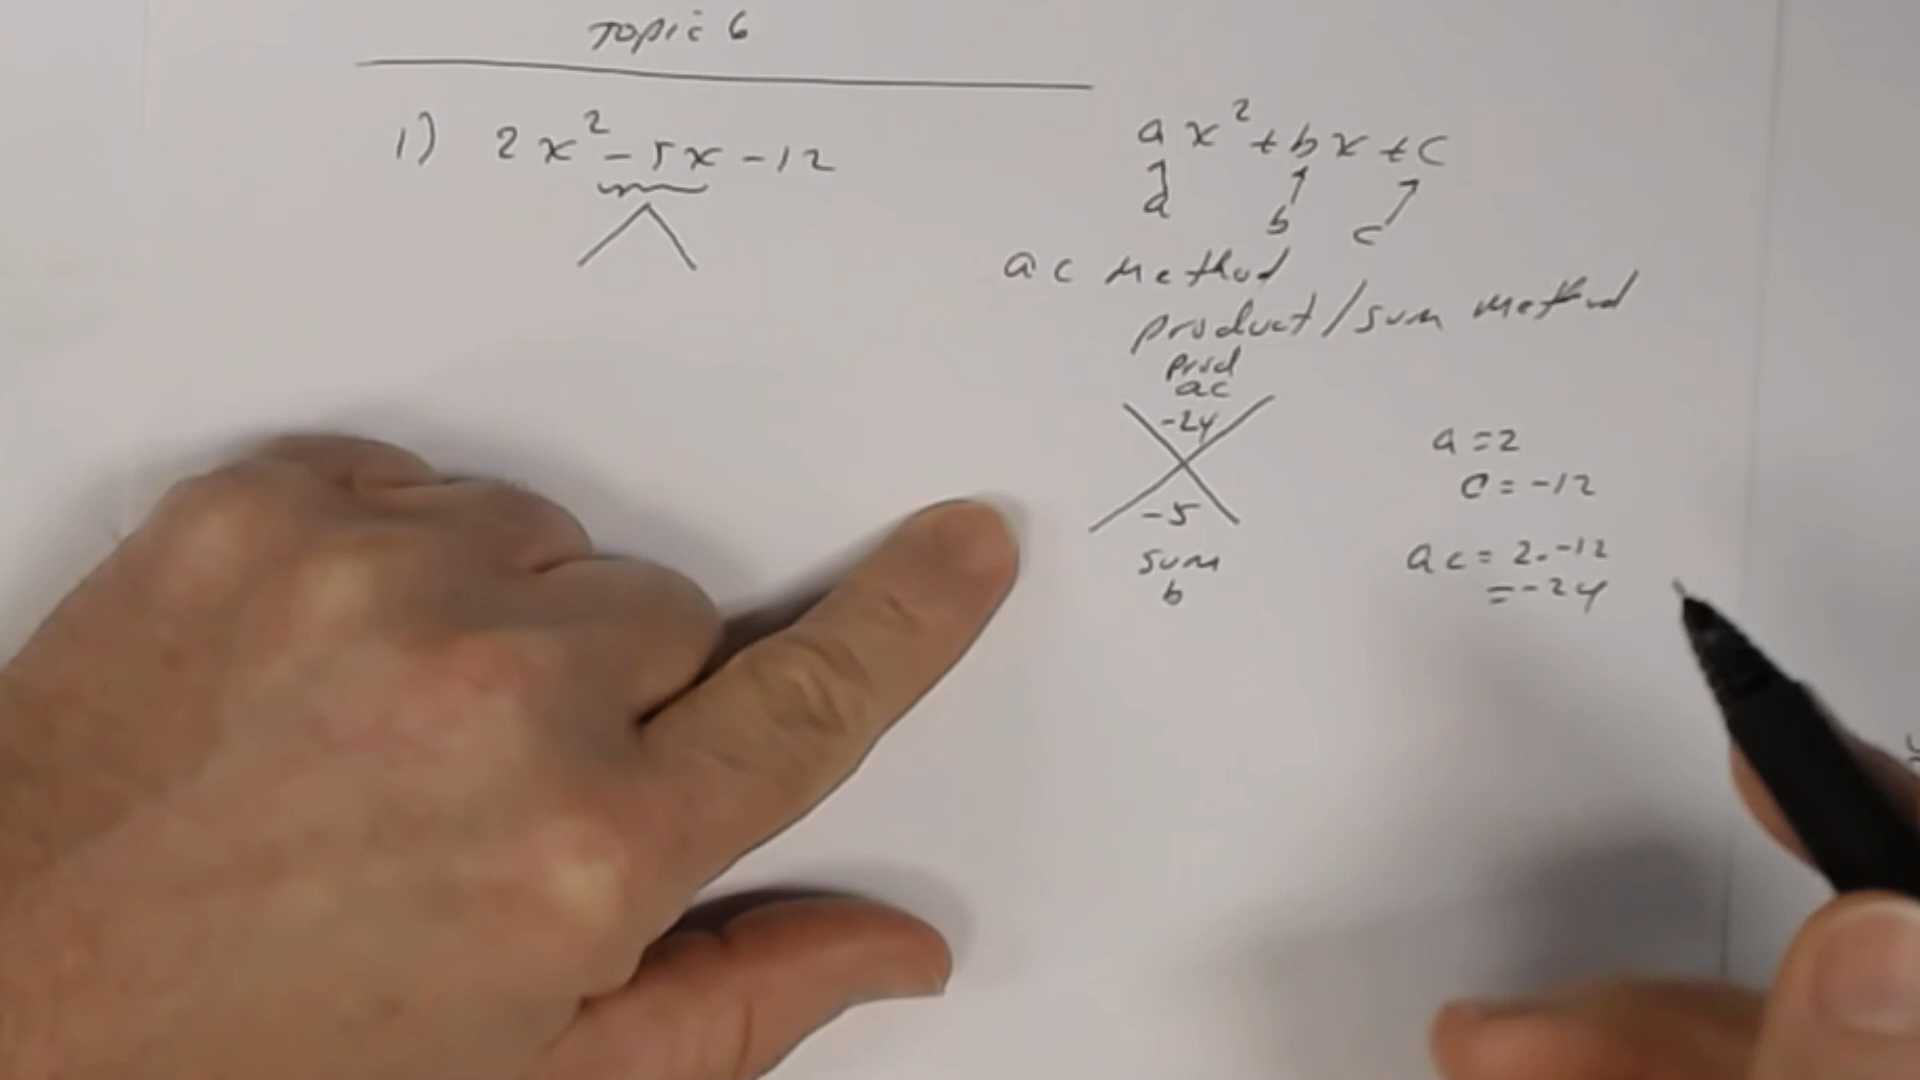 Topic 6
1) 2x² - 5x - 12
ax² + bx + c
a b c
ac Method
product/sum method
prod
ac
-24
-5
sum
b
a = 2
c = -12
ac = 2·-12
= -24